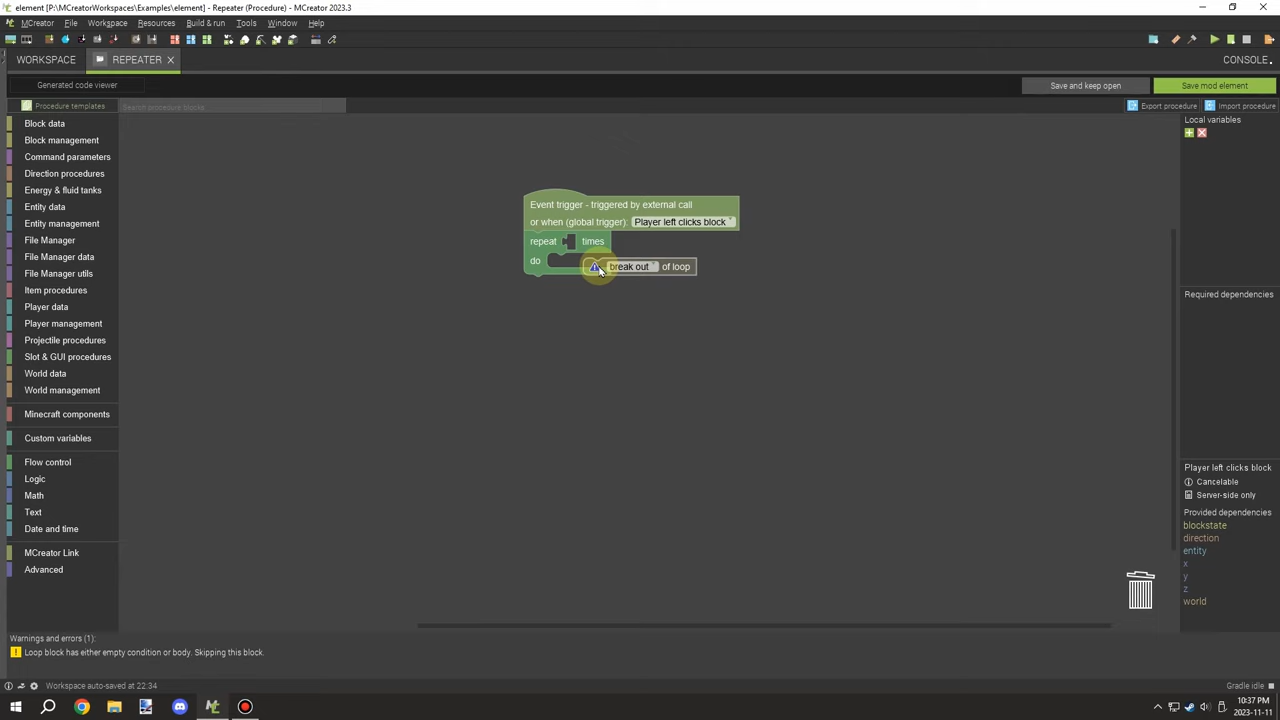 element [P:\MCreatorWorkspaces\Examples\element] - Repeater (Procedure) - MCreator 2023.3
MCreator File Workspace Resources Build & run Tools Window Help
WORKSPACE REPEATER CONSOLE
Generated code viewer Save and keep open Save mod element
Procedure templates Search procedure blocks Export procedure Import procedure
Block data
Block management
Command parameters
Direction procedures
Energy & fluid tanks
Entity data
Entity management
File Manager
File Manager data
File Manager utils
Item procedures
Player data
Player management
Projectile procedures
Slot & GUI procedures
World data
World management
Minecraft components
Custom variables
Flow control
Logic
Math
Text
Date and time
MCreator Link
Advanced
Event trigger - triggered by external call
or when (global trigger): Player left clicks block
repeat times
do
break out of loop
Local variables
Required dependencies
Player left clicks block
Cancelable
Server-side only
Provided dependencies
blockstate
direction
entity
x
y
z
world
Warnings and errors (1):
Loop block has either empty condition or body. Skipping this block.
Workspace auto-saved at 22:34 Gradle idle
10:37 PM
2023-11-11